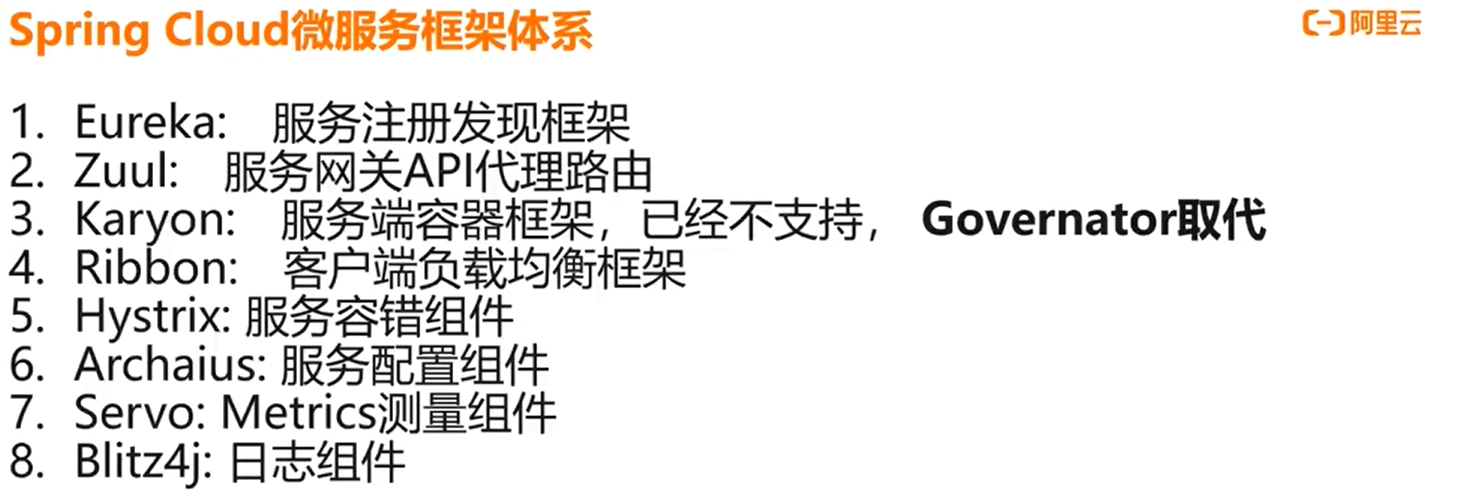 Spring Cloud微服务框架体系
阿里云
1. Eureka: 服务注册发现框架
2. Zuul: 服务网关API代理路由
3. Karyon: 服务端容器框架，已经不支持， Governator取代
4. Ribbon: 客户端负载均衡框架
5. Hystrix: 服务容错组件
6. Archaius: 服务配置组件
7. Servo: Metrics测量组件
8. Blitz4j: 日志组件